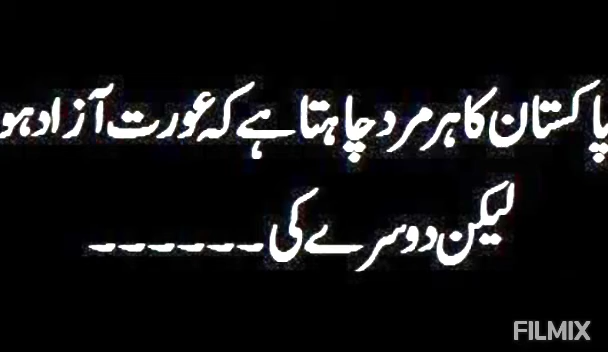 پاکستان کا ہر مرد چاہتا ہے کہ عورت آزاد ہو
لیکن دوسرے کی ------
FILMIX